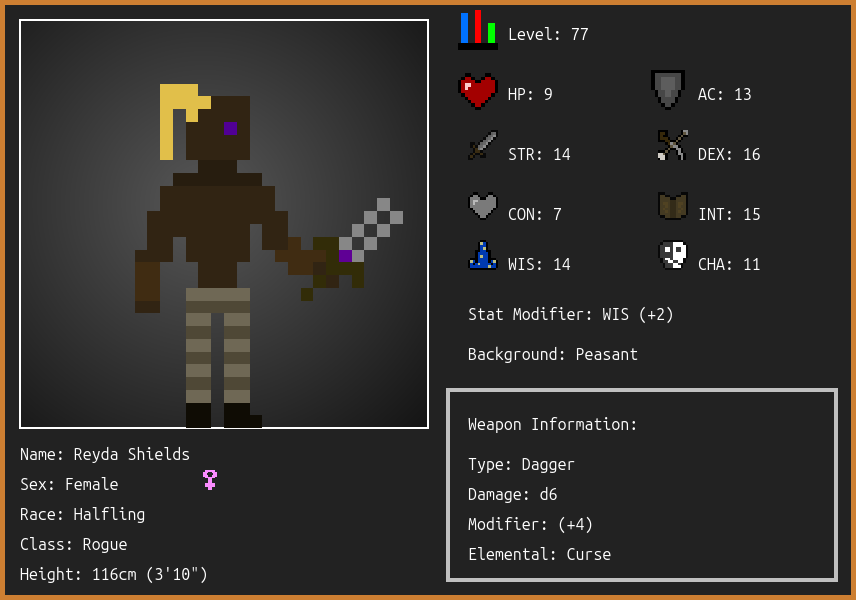 Level: 77
HP: 9
AC: 13
STR: 14
DEX: 16
CON: 7
INT: 15
WIS: 14
CHA: 11
Stat Modifier: WIS (+2)
Background: Peasant
Weapon Information:
Type: Dagger
Damage: d6
Modifier: (+4)
Elemental: Curse
Name: Reyda Shields
Sex: Female
Race: Halfling
Class: Rogue
Height: 116cm (3'10")